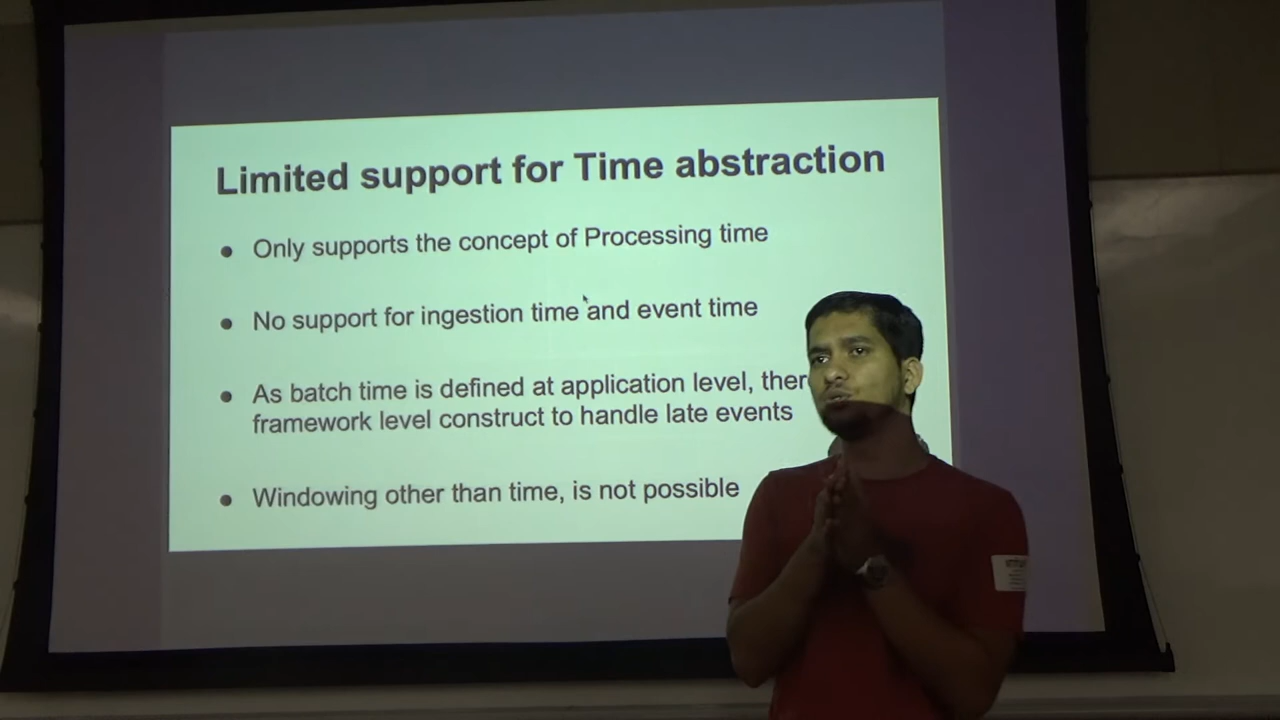 Limited support for Time abstraction
● Only supports the concept of Processing time
● No support for ingestion time and event time
● As batch time is defined at application level,
framework level construct to handle late events
● Windowing other than time, is not possible